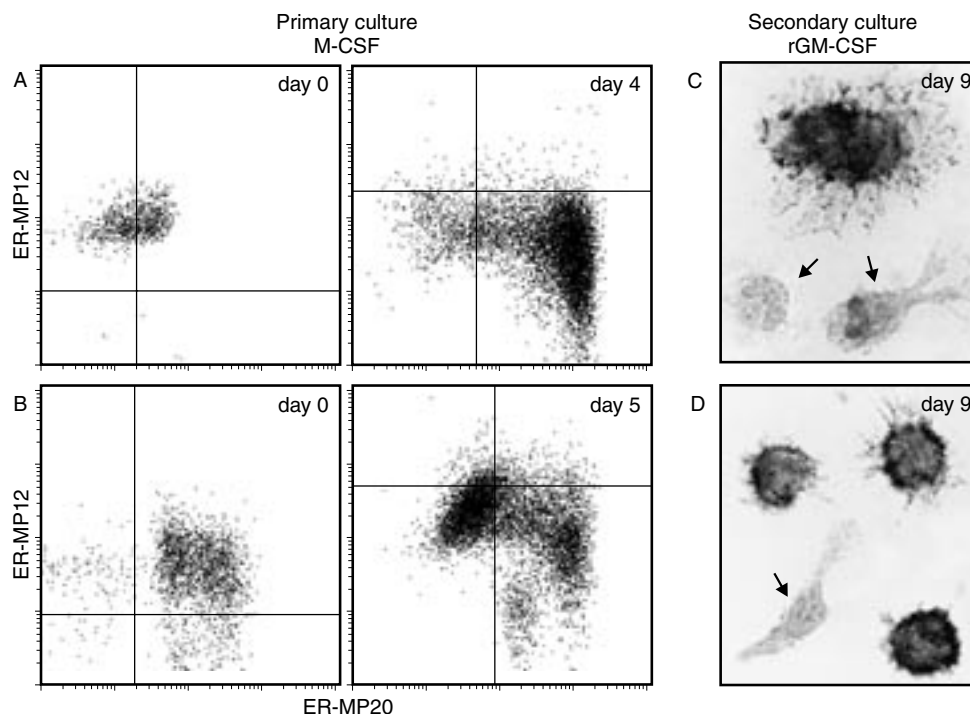 Primary culture
M-CSF
Secondary culture
rGM-CSF
A
day 0
day 4
C
day 9
ER-MP12
B
day 0
day 5
D
day 9
ER-MP12
ER-MP20